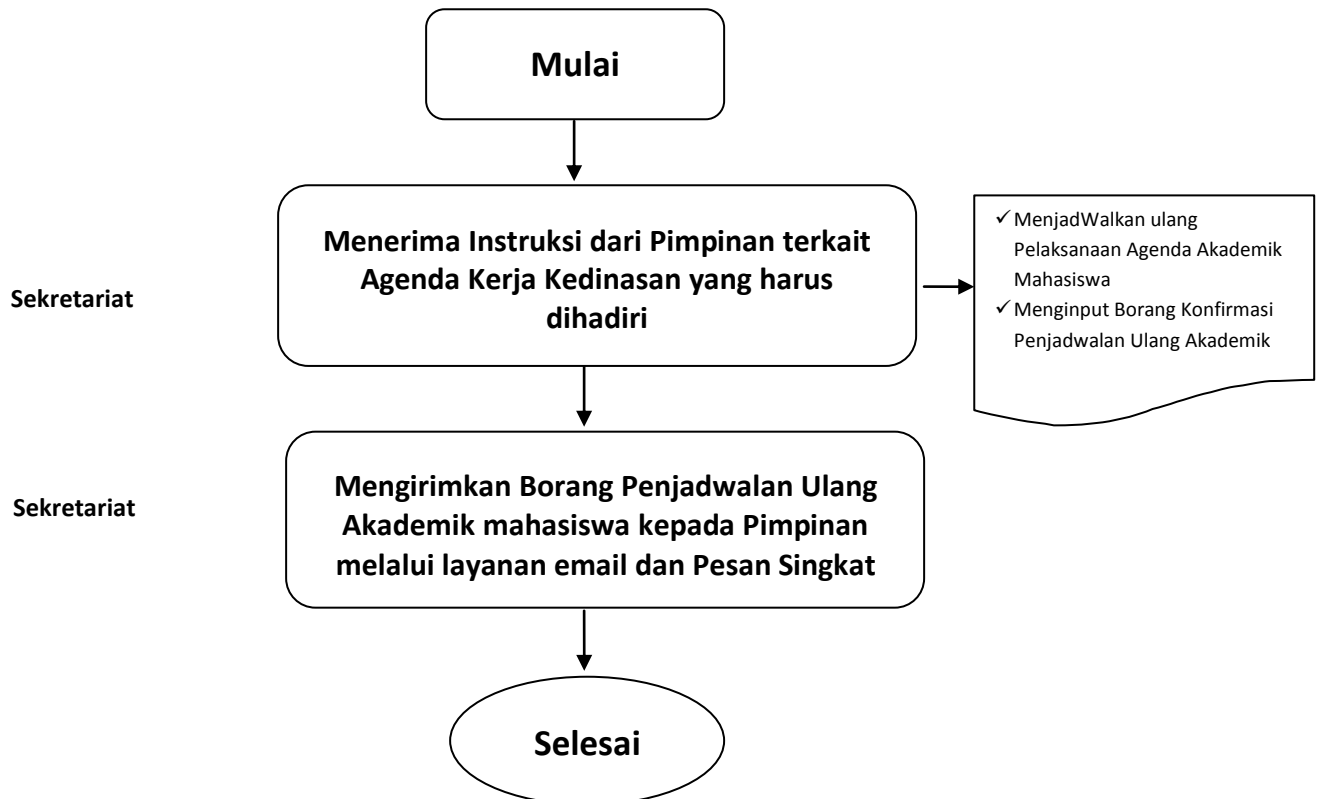 Mulai
Sekretariat
Menerima Instruksi dari Pimpinan terkait
Agenda Kerja Kedinasan yang harus
dihadiri
✓ MenjadWalkan ulang
Pelaksanaan Agenda Akademik
Mahasiswa
✓ Menginput Borang Konfirmasi
Penjadwalan Ulang Akademik
Sekretariat
Mengirimkan Borang Penjadwalan Ulang
Akademik mahasiswa kepada Pimpinan
melalui layanan email dan Pesan Singkat
Selesai